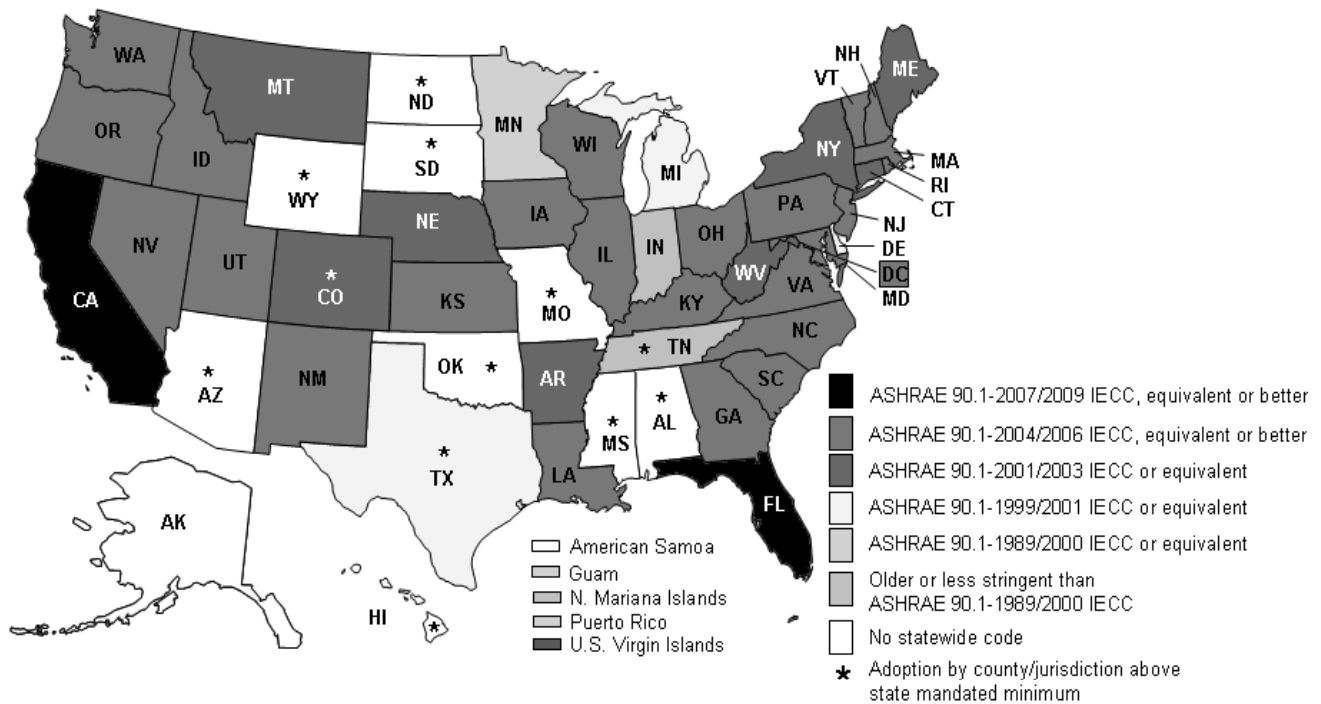 WA
MT
★
ND
MN
NH
VT
ME
OR
ID
★
SD
WI
MI
NY
MA
RI
CT
★
WY
NE
IA
PA
NJ
DE
DC
MD
NV
UT
★
CO
KS
IL
IN
OH
WV
VA
KY
CA
★
MO
★ TN
NC
★
AZ
NM
OK ★
AR
★
MS
★
AL
GA
SC
★
TX
LA
FL
AK
HI
★
American Samoa
Guam
N. Mariana Islands
Puerto Rico
U.S. Virgin Islands
ASHRAE 90.1-2007/2009 IECC, equivalent or better
ASHRAE 90.1-2004/2006 IECC, equivalent or better
ASHRAE 90.1-2001/2003 IECC or equivalent
ASHRAE 90.1-1999/2001 IECC or equivalent
ASHRAE 90.1-1989/2000 IECC or equivalent
Older or less stringent than
ASHRAE 90.1-1989/2000 IECC
No statewide code
★ Adoption by county/jurisdiction above
state mandated minimum